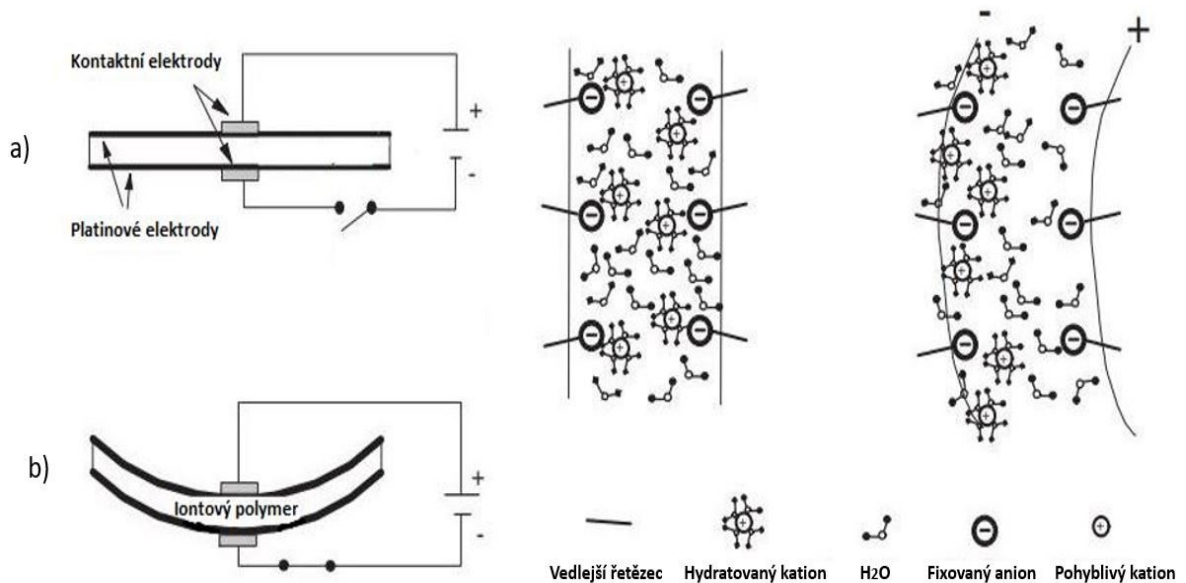 Kontaktní elektrody
a)
+
-
Platinové elektrody
- +
b)
Iontový polymer
+
-
Vedlejší řetězec Hydratovaný kation H2O Fixovaný anion Pohyblivý kation